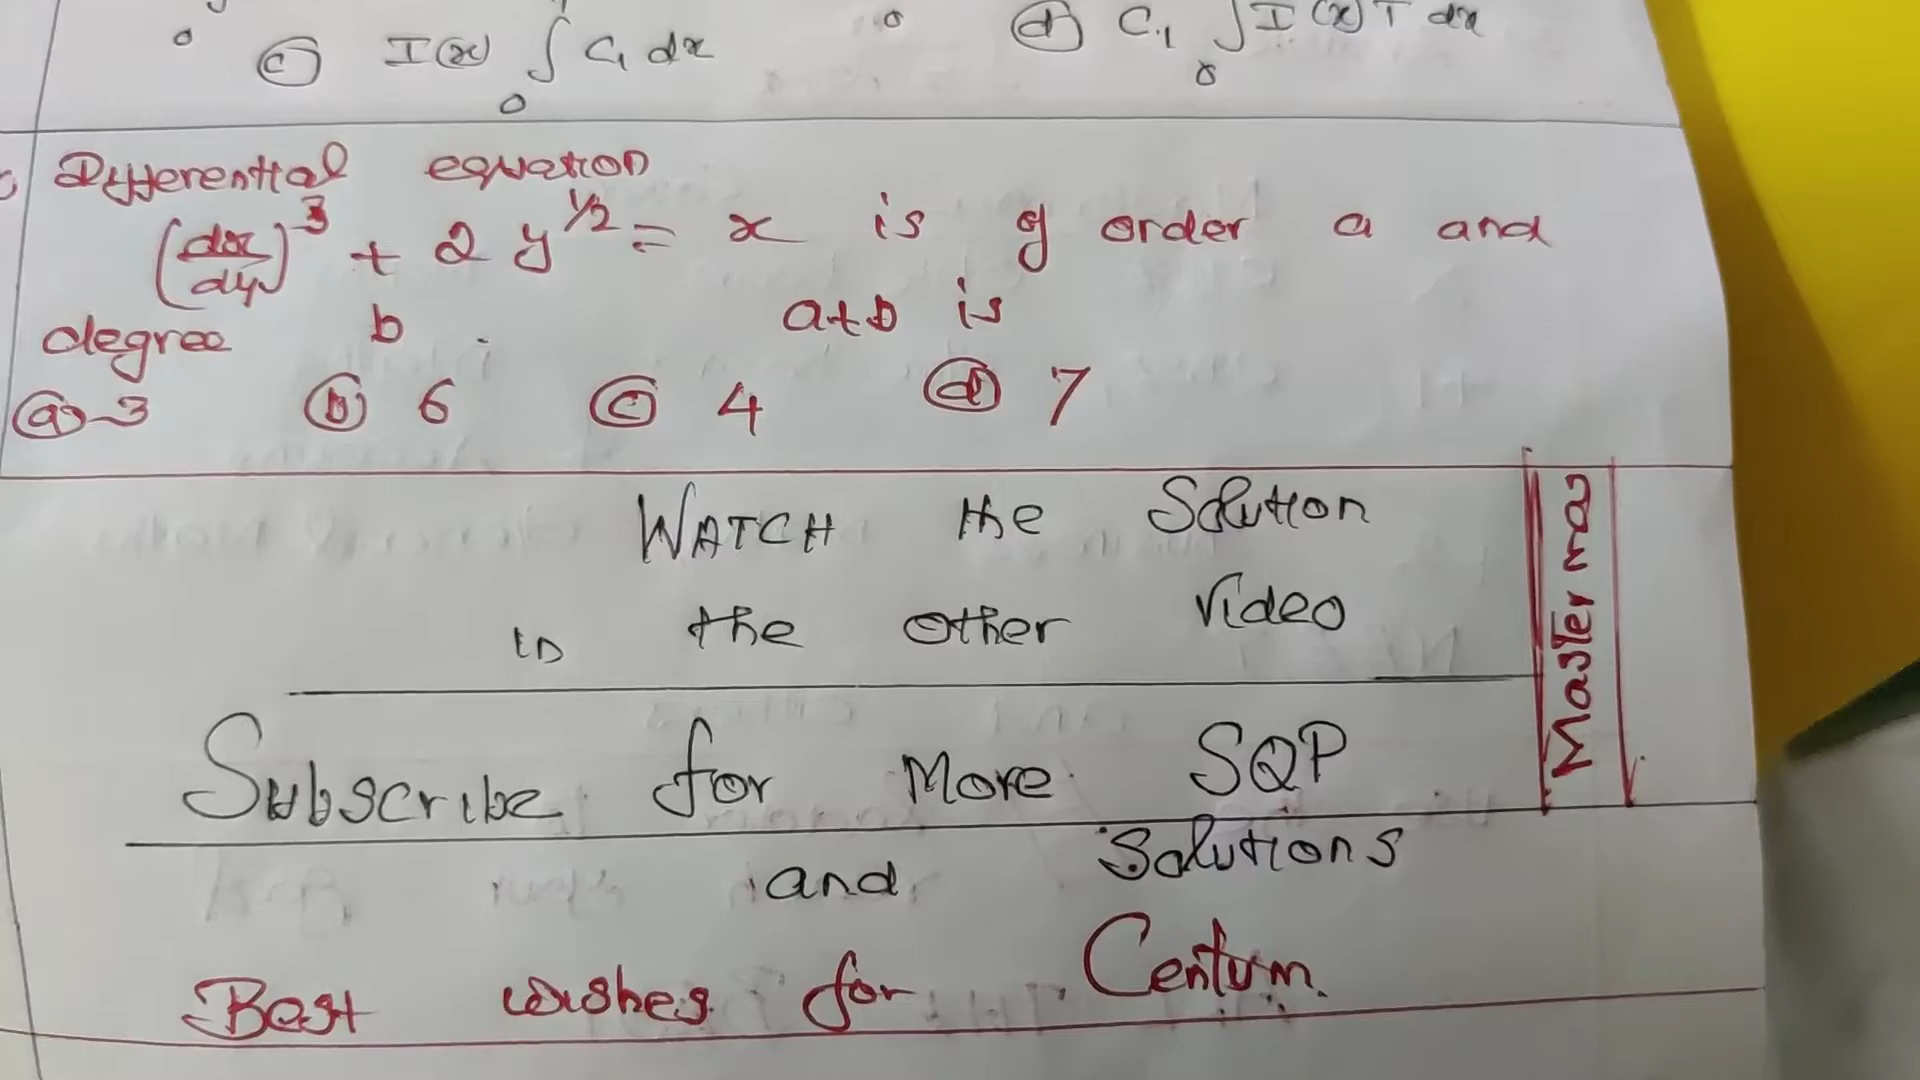 (c) I(x) ∫₀ C₁ dx (d) C₁ ∫₀ I(x) T dx
Differential equation
(dx/dy)³ + 2 y^1/2 = x is of order a and
degree b. a+b is
(a) 3 (b) 6 (c) 4 (d) 7
WATCH the Solution
in the other Video
Subscribe for More SQP
and Solutions
Best wishes for Centum.
Master mas